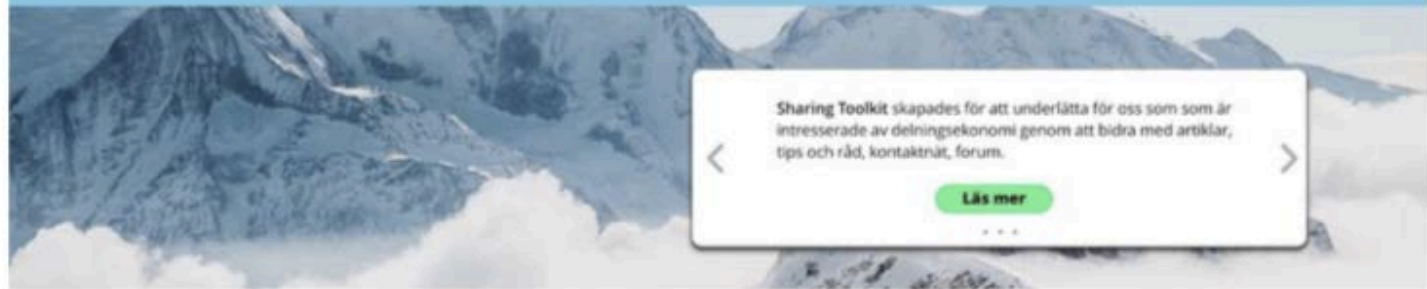 Sharing Toolkit skapades för att underlätta för oss som som är
intresserade av delningsekonomi genom att bidra med artiklar,
tips och råd, kontaktnät, forum.
Läs mer